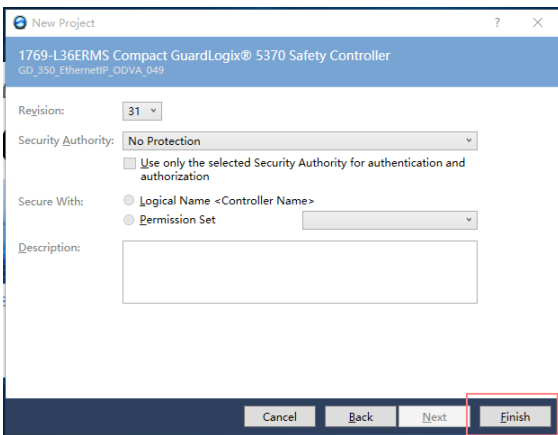 New Project
? ×
1769-L36ERMS Compact GuardLogix® 5370 Safety Controller
GD_350_EthernetIP_ODVA_049
Revision: 31
Security Authority: No Protection
Use only the selected Security Authority for authentication and
authorization
Secure With: Logical Name <Controller Name>
Permission Set
Description:
Cancel Back Next Finish